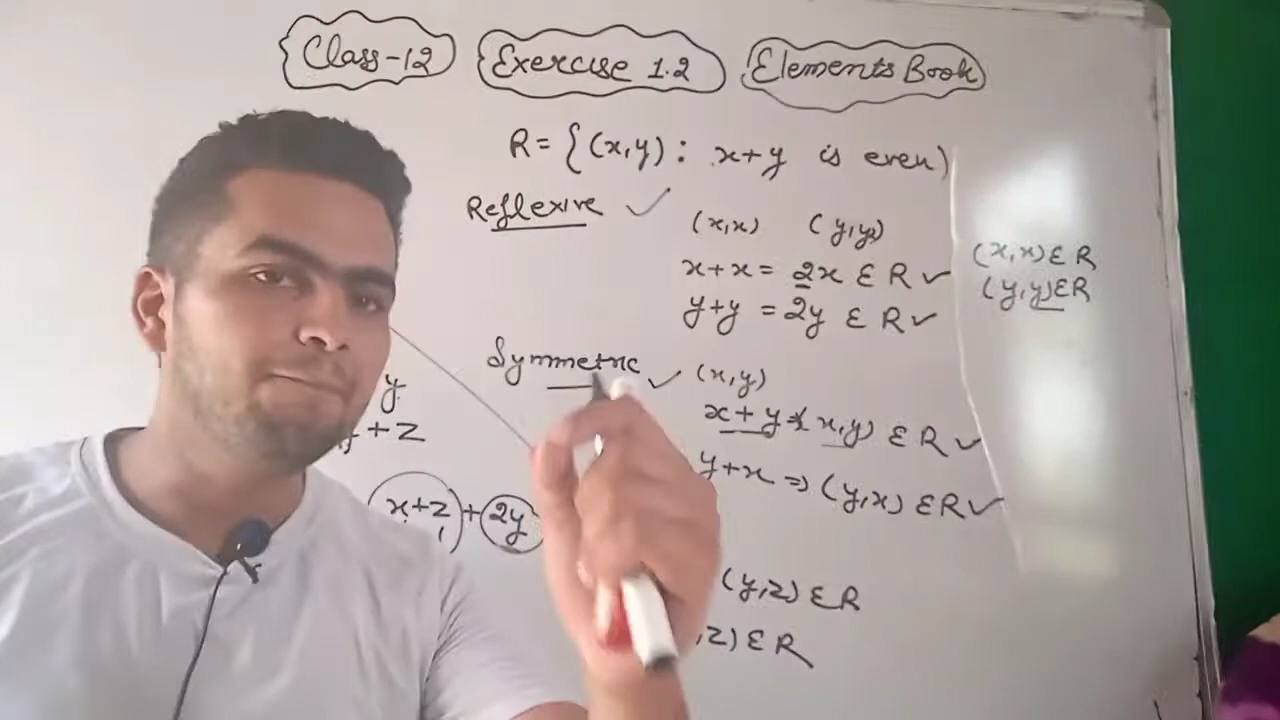 Class-12 Exercise 1.2 Elements Book
R = {(x,y) : x+y is even)
Reflexive ✓
(x,x) (y,y)
x+x = 2x ε R ✓
y+y = 2y ε R ✓
(x,x) ε R
(y,y) ε R
Symmetric ✓
(x,y)
x+y (x,y) ε R ✓
y+x ⇒ (y,x) ε R ✓
y
+z
x+z + 2y
(y,z) ε R
,z) ε R